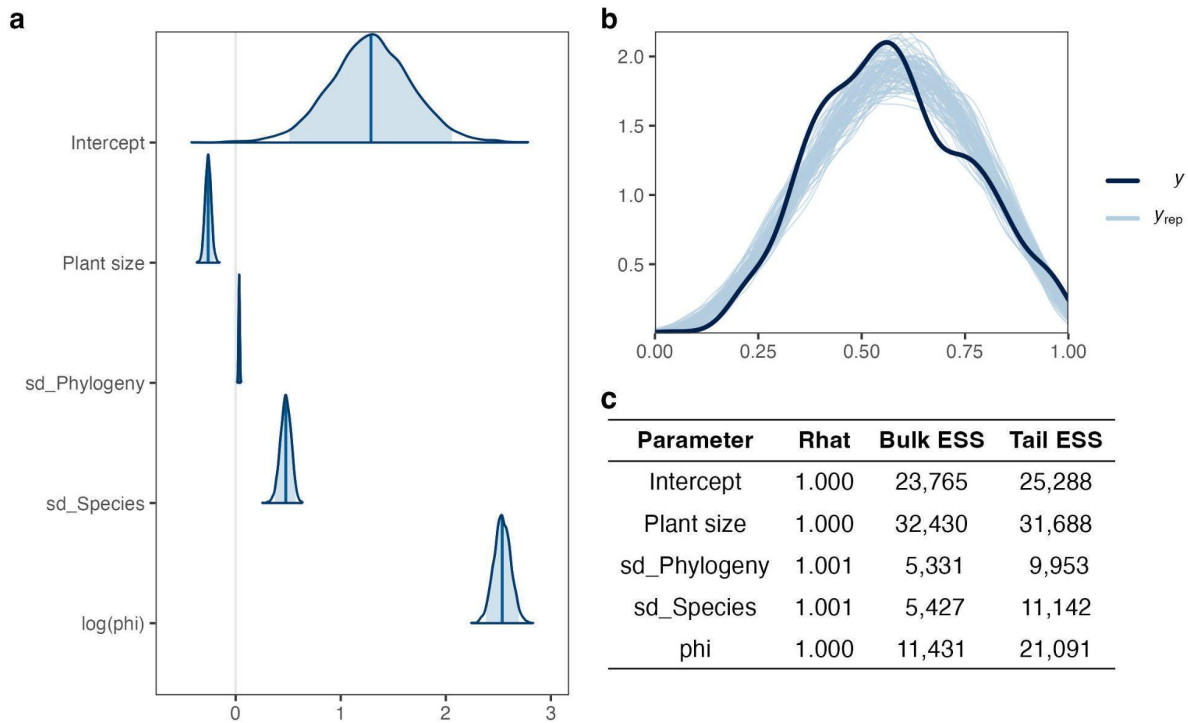 a
Intercept
Plant size
sd_Phylogeny
sd_Species
log(phi)
0 1 2 3
b
2.0
1.5
1.0
0.5
0.00 0.25 0.50 0.75 1.00
y
yrep
c
Parameter Rhat Bulk ESS Tail ESS
Intercept 1.000 23,765 25,288
Plant size 1.000 32,430 31,688
sd_Phylogeny 1.001 5,331 9,953
sd_Species 1.001 5,427 11,142
phi 1.000 11,431 21,091